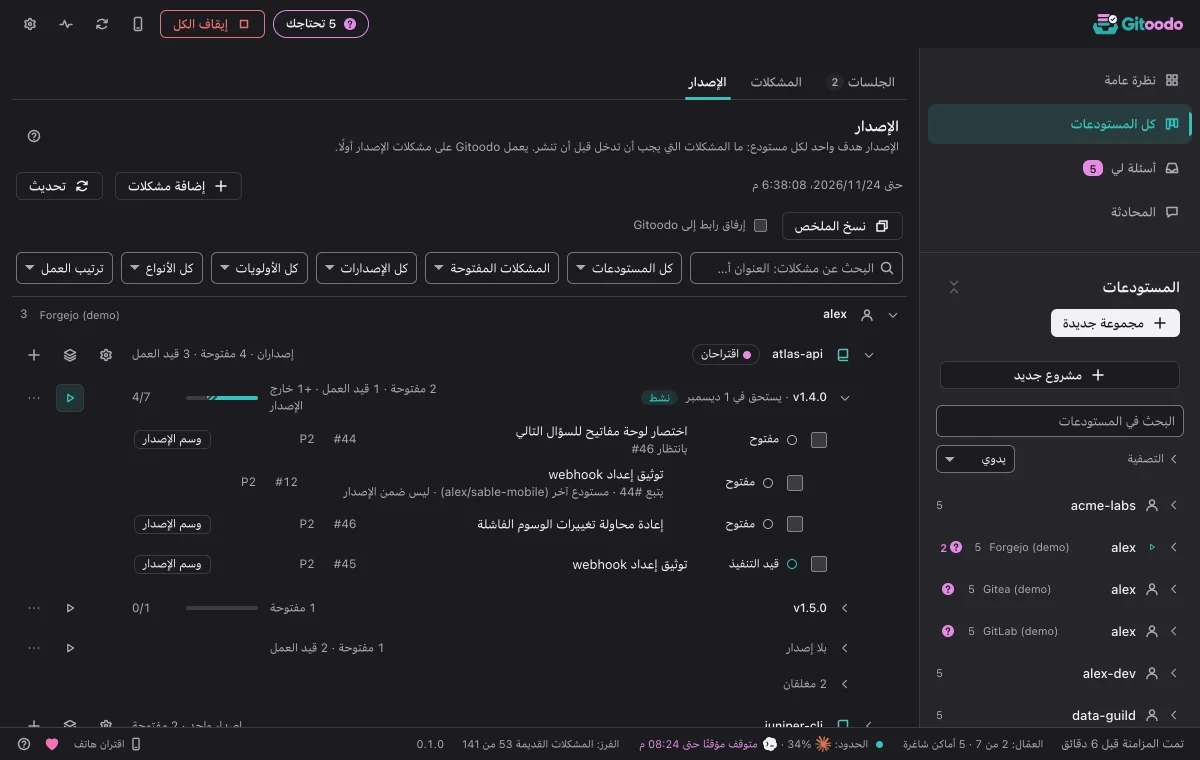 Gitoodo
5 تحتاجك
إيقاف الكل
نظرة عامة
كل المستودعات
أسئلة لي 5
المحادثة
المستودعات
مجموعة جديدة
مشروع جديد
البحث في المستودعات
التصفية
يدوي
acme-labs 5
alex Forgejo (demo) 5 2
alex Gitea (demo) 5
alex GitLab (demo) 5
alex-dev 5
data-guild 5
الجلسات 2
المشكلات
الإصدار
الإصدار
الإصدار هدف واحد لكل مستودع: ما المشكلات التي يجب أن تدخل قبل أن تنشر. يعمل Gitoodo على مشكلات الإصدار أولًا.
حتى 2026/11/24، 6:38:08 م
إضافة مشكلات
تحديث
نسخ الملخص
إرفاق رابط إلى Gitoodo
البحث عن مشكلات: العنوان أ...
كل المستودعات
المشكلات المفتوحة
كل الإصدارات
كل الأولويات
كل الأنواع
ترتيب العمل
alex
Forgejo (demo) 3
atlas-api
اقتراحان
إصداران · 4 مفتوحة · 3 قيد العمل
v1.4.0 · يستحق في 1 ديسمبر
نشط
2 مفتوحة · 1 قيد العمل · +1 خارج
الإصدار
4/7
مفتوح
اختصار لوحة مفاتيح للسؤال التالي
بانتظار #46
#44
P2
وسم الإصدار
مفتوح
توثيق إعداد webhook
يتبع #44 · مستودع آخر (alex/sable-mobile) · ليس ضمن الإصدار
#12
P2
مفتوح
إعادة محاولة تغييرات الوسوم الفاشلة
#46
P2
وسم الإصدار
قيد التنفيذ
توثيق إعداد webhook
#45
P2
وسم الإصدار
v1.5.0
1 مفتوحة
0/1
بلا إصدار
1 مفتوحة · 2 قيد العمل
2 مغلقان
juniper-cli
إصدار واحد · 2 مفتوحة
تمت المزامنة قبل 6 دقائق
العمّال: 2 من 7 · 5 أماكن شاغرة
الحدود: 34% · متوقف مؤقتًا حتى 08:24 م
الفرز: المشكلات القديمة 53 من 141
0.1.0
اقتران هاتف